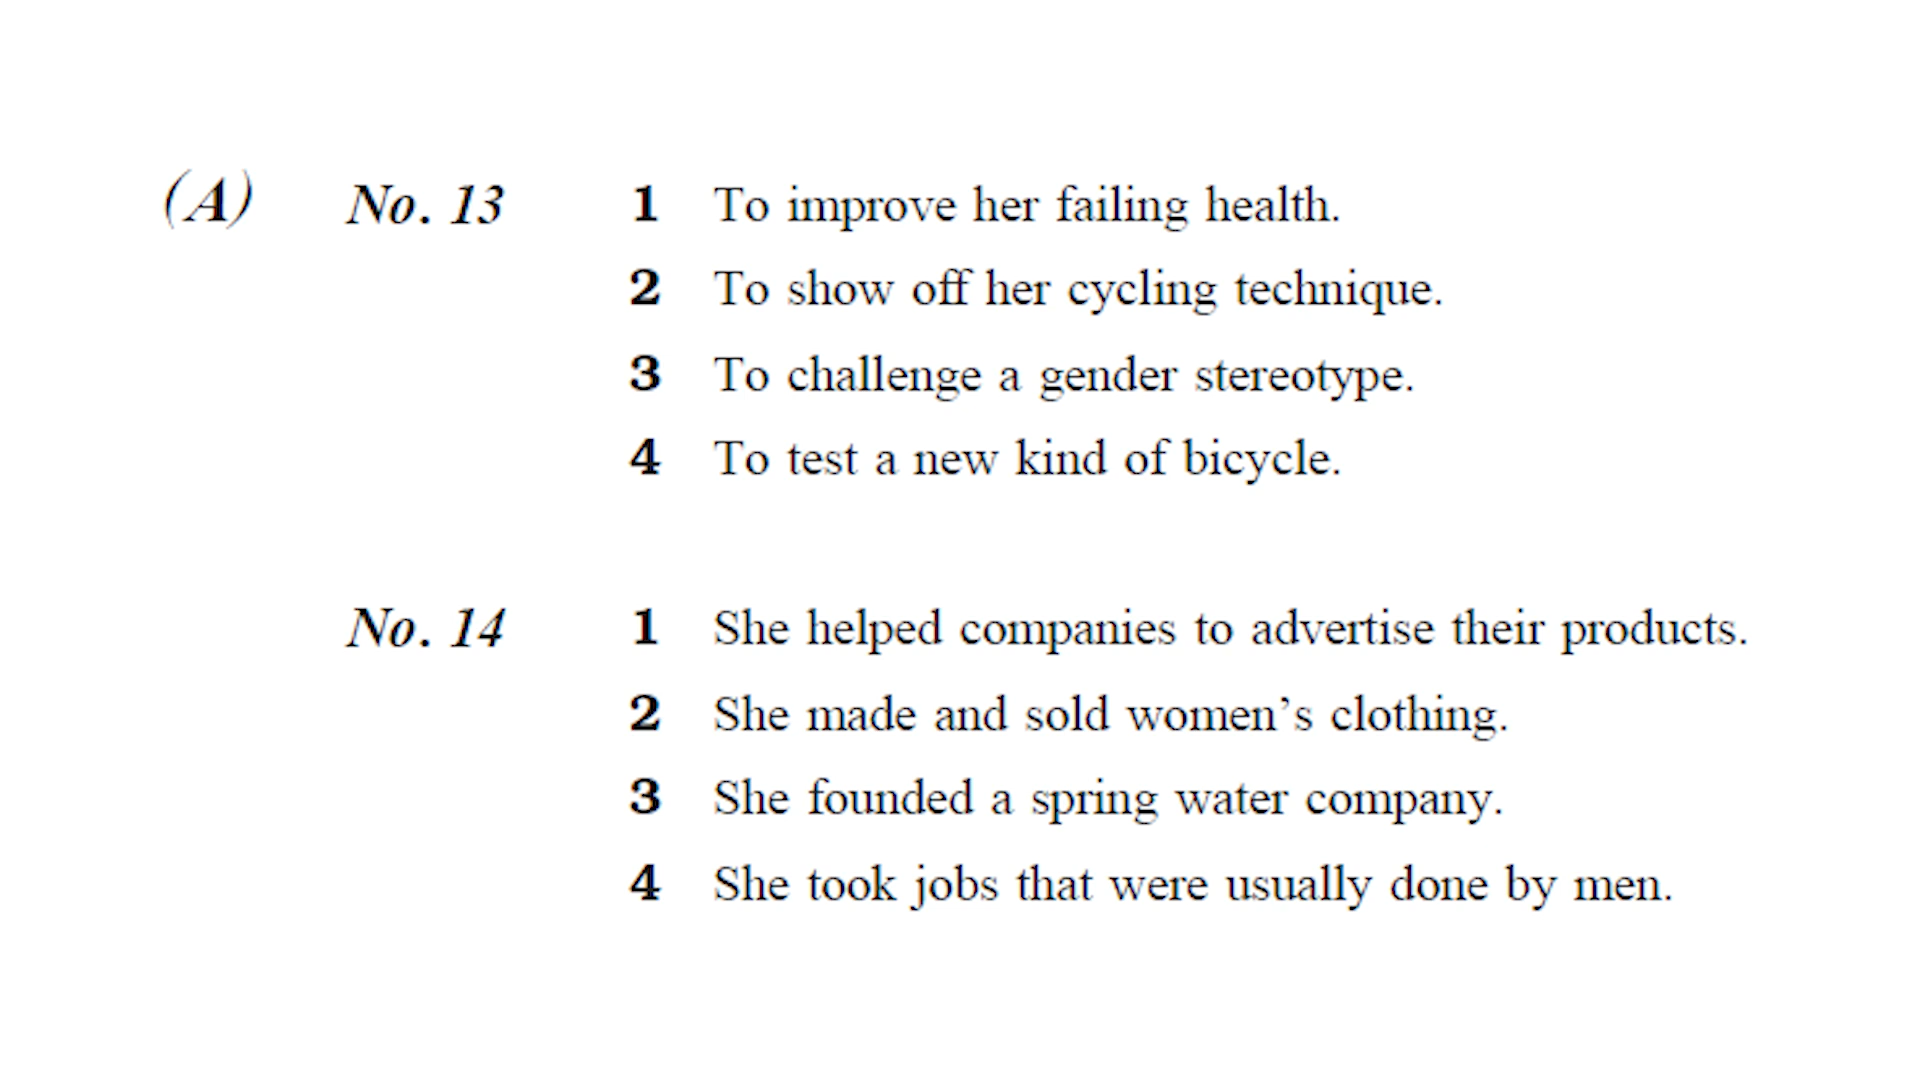 (A) No. 13 1 To improve her failing health.
2 To show off her cycling technique.
3 To challenge a gender stereotype.
4 To test a new kind of bicycle.
No. 14 1 She helped companies to advertise their products.
2 She made and sold women’s clothing.
3 She founded a spring water company.
4 She took jobs that were usually done by men.